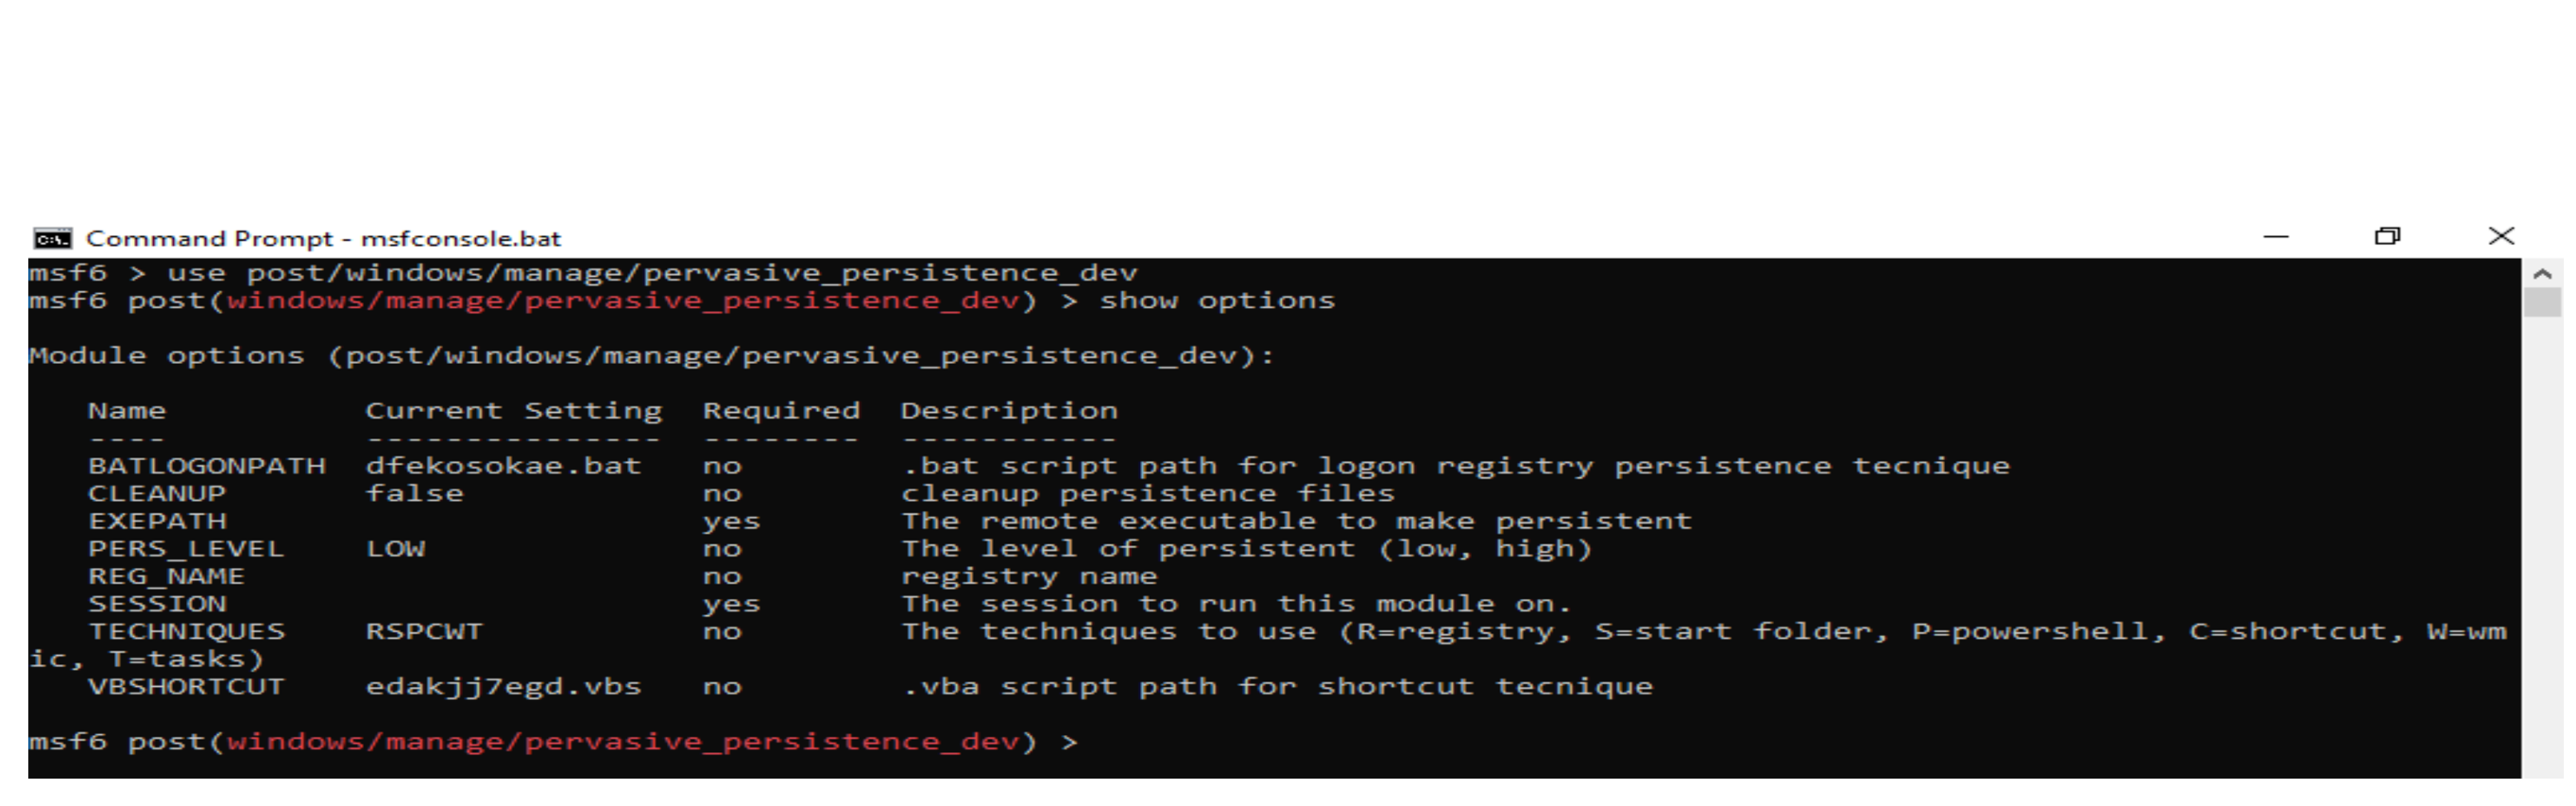 Command Prompt - msfconsole.bat
msf6 > use post/windows/manage/pervasive_persistence_dev
msf6 post(windows/manage/pervasive_persistence_dev) > show options
Module options (post/windows/manage/pervasive_persistence_dev):
Name Current Setting Required Description
---- --------------- -------- -----------
BATLOGONPATH dfekosokae.bat no .bat script path for logon registry persistence tecnique
CLEANUP false no cleanup persistence files
EXEPATH yes The remote executable to make persistent
PERS_LEVEL LOW no The level of persistent (low, high)
REG_NAME no registry name
SESSION yes The session to run this module on.
TECHNIQUES RSPCWT no The techniques to use (R=registry, S=start folder, P=powershell, C=shortcut, W=wm
ic, T=tasks)
VBSHORTCUT edakjj7egd.vbs no .vba script path for shortcut tecnique
msf6 post(windows/manage/pervasive_persistence_dev) >